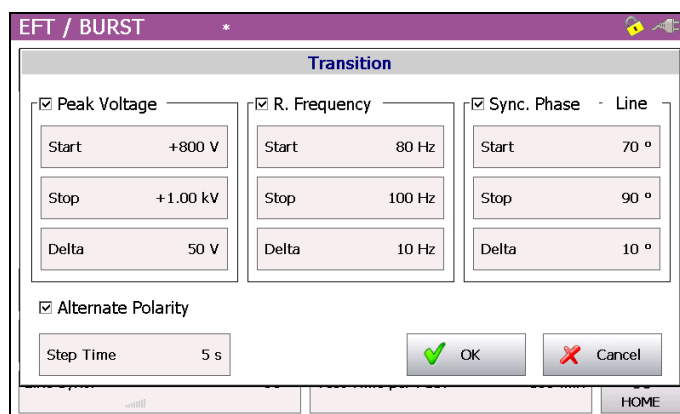 EFT / BURST *
Transition
Peak Voltage
Start +800 V
Stop +1.00 kV
Delta 50 V
R. Frequency
Start 80 Hz
Stop 100 Hz
Delta 10 Hz
Sync. Phase - Line
Start 70 °
Stop 90 °
Delta 10 °
Alternate Polarity
Step Time 5 s
OK
Cancel
HOME